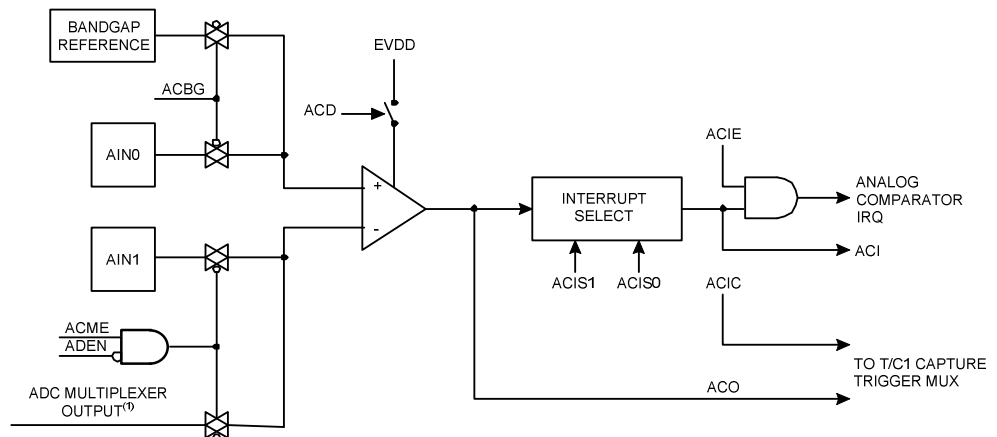 BANDGAP
REFERENCE
EVDD
ACBG
ACD
AIN0
ACIE
+
INTERRUPT
SELECT
ANALOG
COMPARATOR
IRQ
-
AIN1
ACI
ACIS1
ACIS0
ACIC
ACME
ADEN
TO T/C1 CAPTURE
TRIGGER MUX
ADC MULTIPLEXER
OUTPUT(1)
ACO